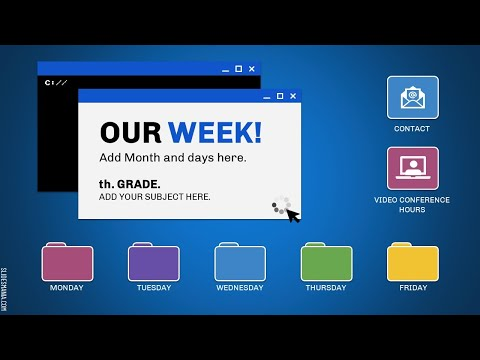 C://
OUR WEEK!
Add Month and days here.
th. GRADE.
ADD YOUR SUBJECT HERE.
CONTACT
VIDEO CONFERENCE
HOURS
MONDAY
TUESDAY
WEDNESDAY
THURSDAY
FRIDAY
SLIDESMANIA.COM